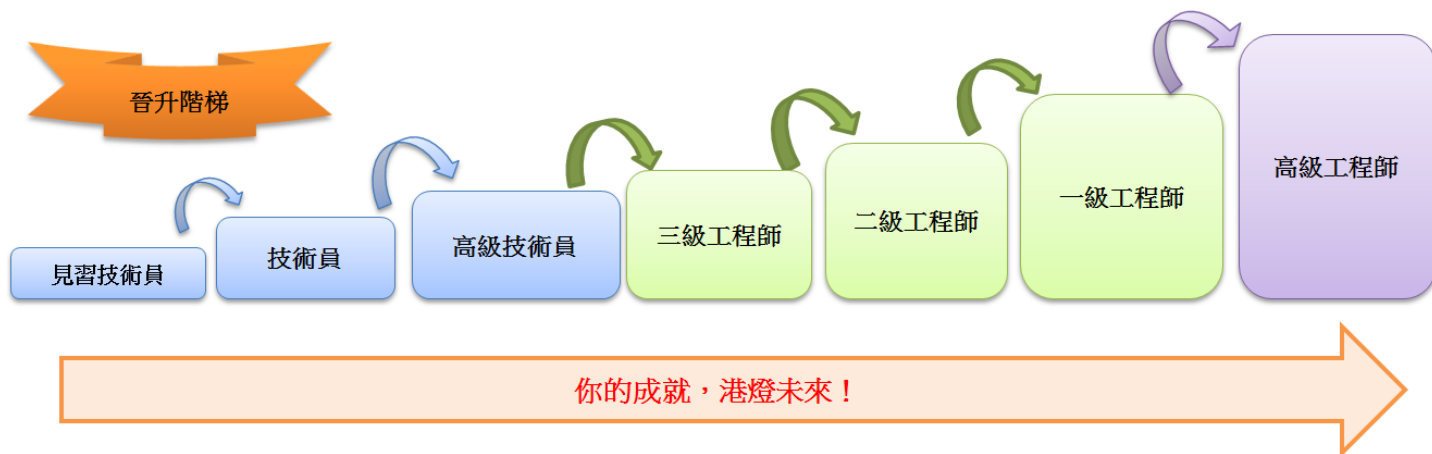 晉升階梯
見習技術員
技術員
高級技術員
三級工程師
二級工程師
一級工程師
高級工程師
你的成就，港燈未來！